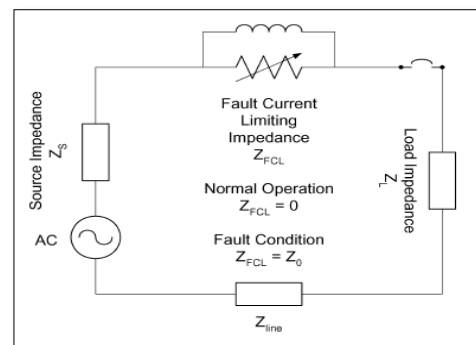 Source Impedance
Z_S
AC
Fault Current
Limiting
Impedance
Z_FCL
Normal Operation
Z_FCL = 0
Fault Condition
Z_FCL = Z_0
Load Impedance
Z_L
Z_line